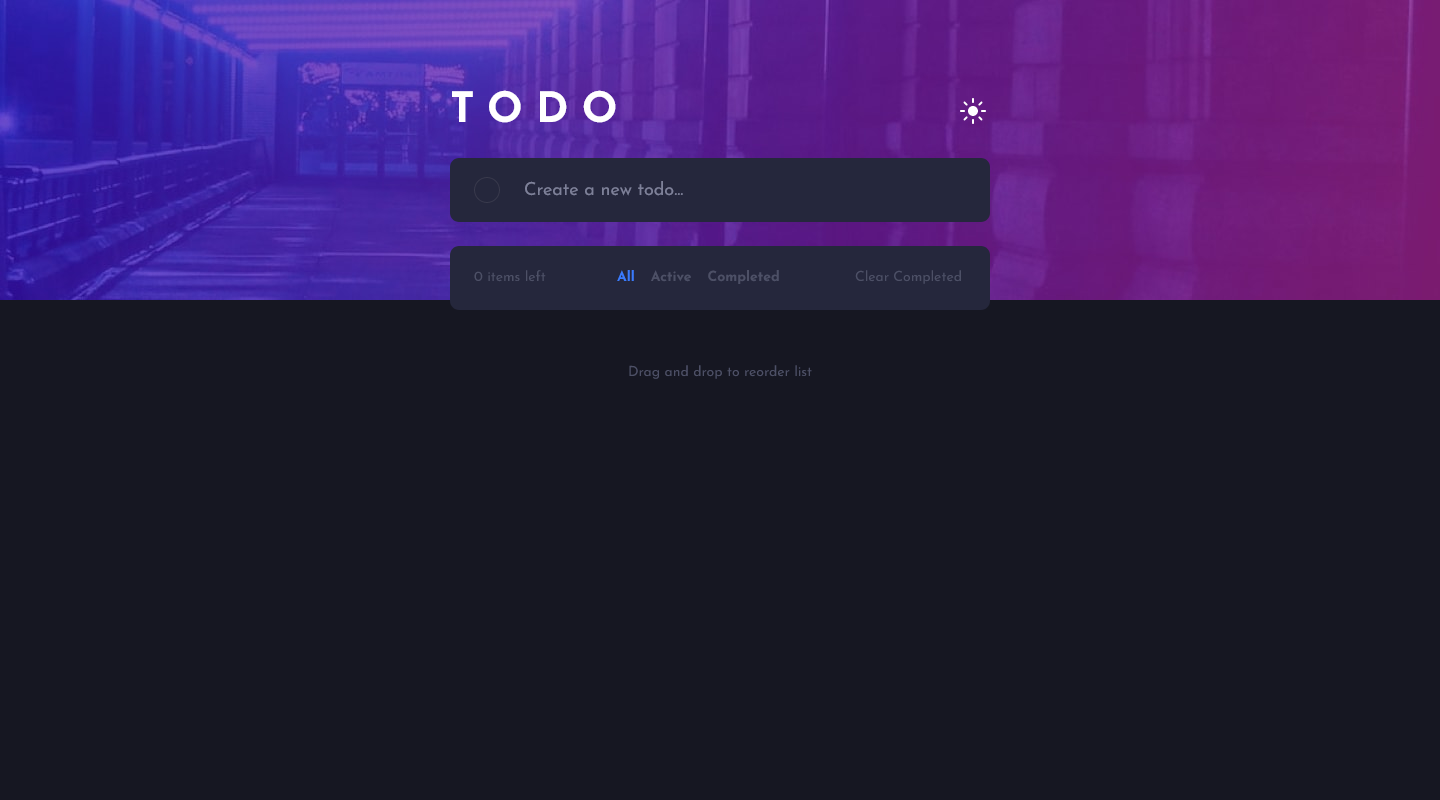 TODO
Create a new todo...
0 items left All Active Completed Clear Completed
Drag and drop to reorder list